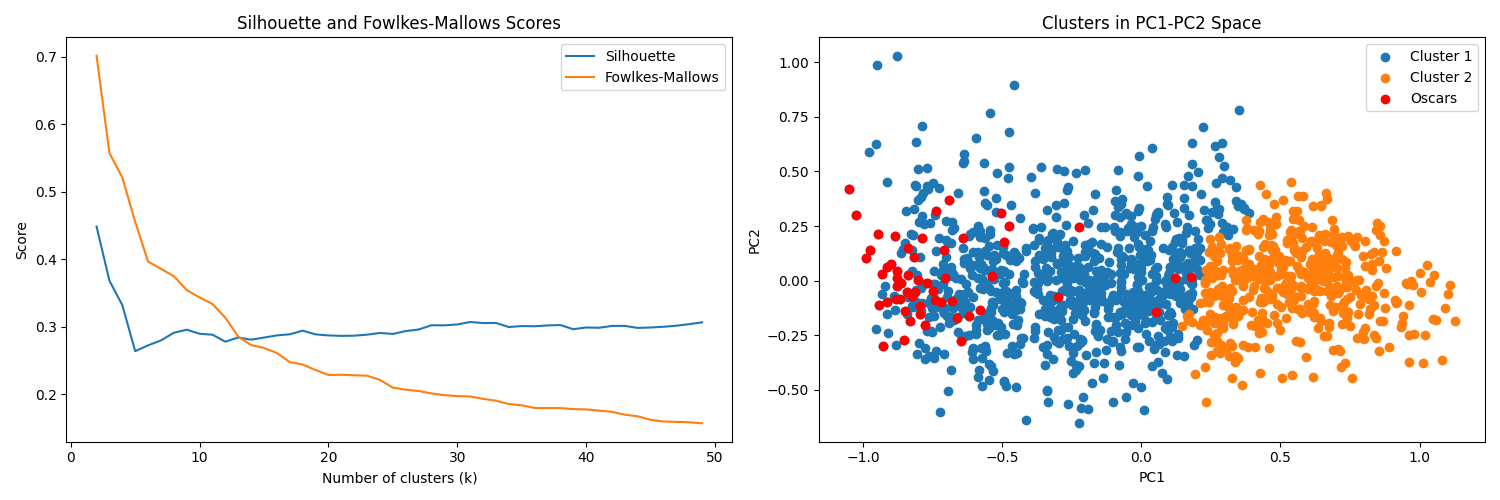 Silhouette and Fowlkes-Mallows Scores
Score
0.7
0.6
0.5
0.4
0.3
0.2
Silhouette
Fowlkes-Mallows
0 10 20 30 40 50
Number of clusters (k)
Clusters in PC1-PC2 Space
PC2
1.00
0.75
0.50
0.25
0.00
−0.25
−0.50
Cluster 1
Cluster 2
Oscars
−1.0 −0.5 0.0 0.5 1.0
PC1